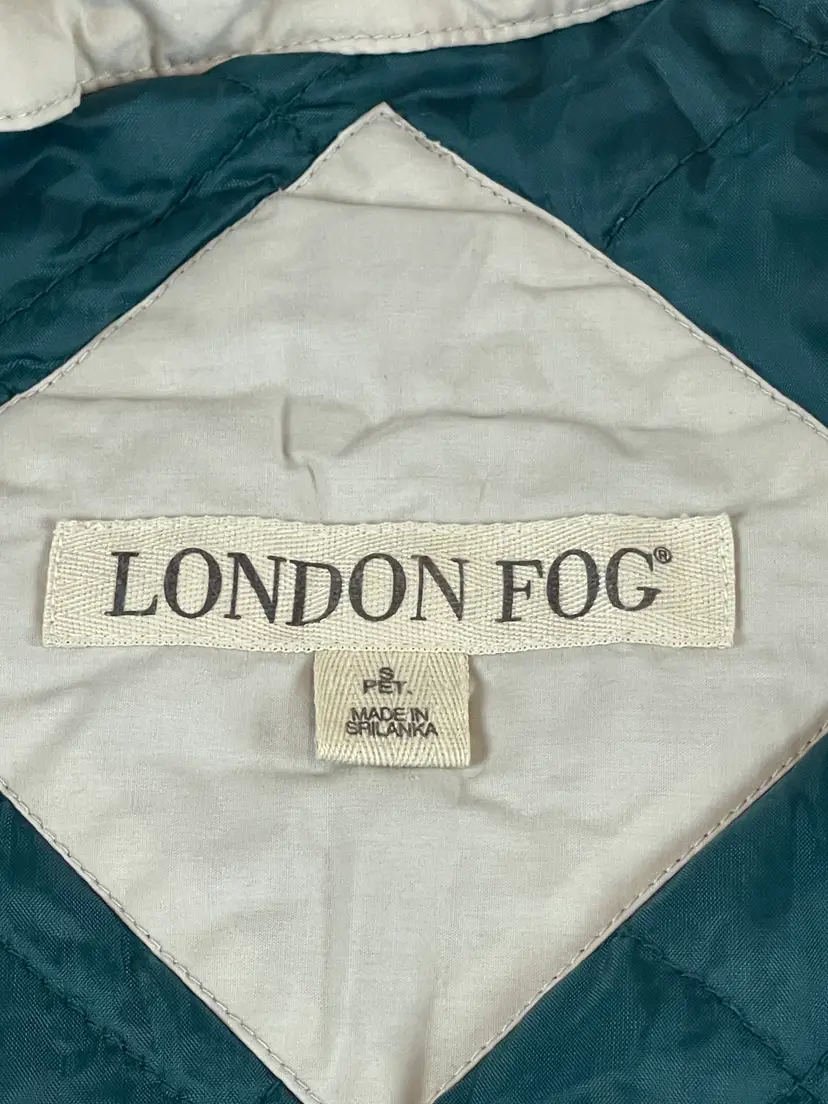 LONDON FOG®
S
PET.
MADE IN
SRILANKA